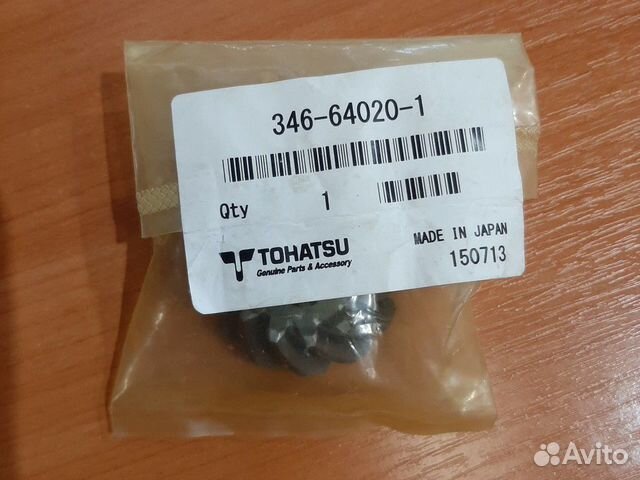 346-64020-1
Qty 1
TOHATSU
Genuine Parts & Accessory
MADE IN JAPAN
150713
Avito